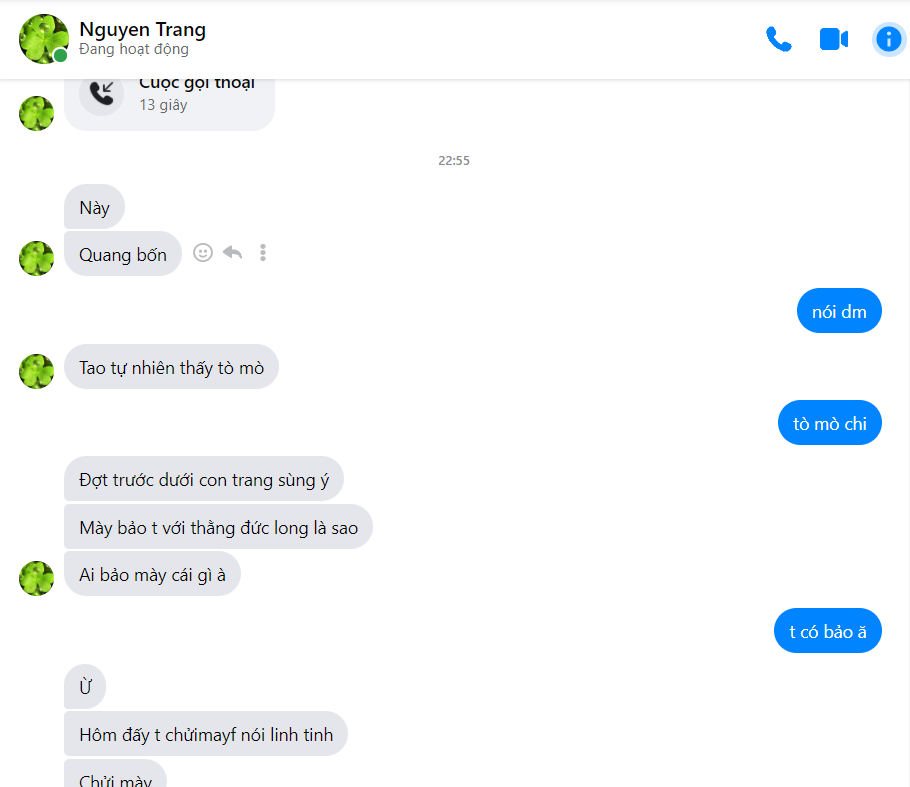 Nguyen Trang
Đang hoạt động
Cuộc gọi thoại
13 giây
22:55
Này
Quang bốn
nói dm
Tao tự nhiên thấy tò mò
tò mò chi
Đợt trước dưới con trang sùng ý
Mày bảo t với thằng đức long là sao
Ai bảo mày cái gì à
t có bảo ă
Ừ
Hôm đấy t chửimayf nói linh tinh
Chửi mày